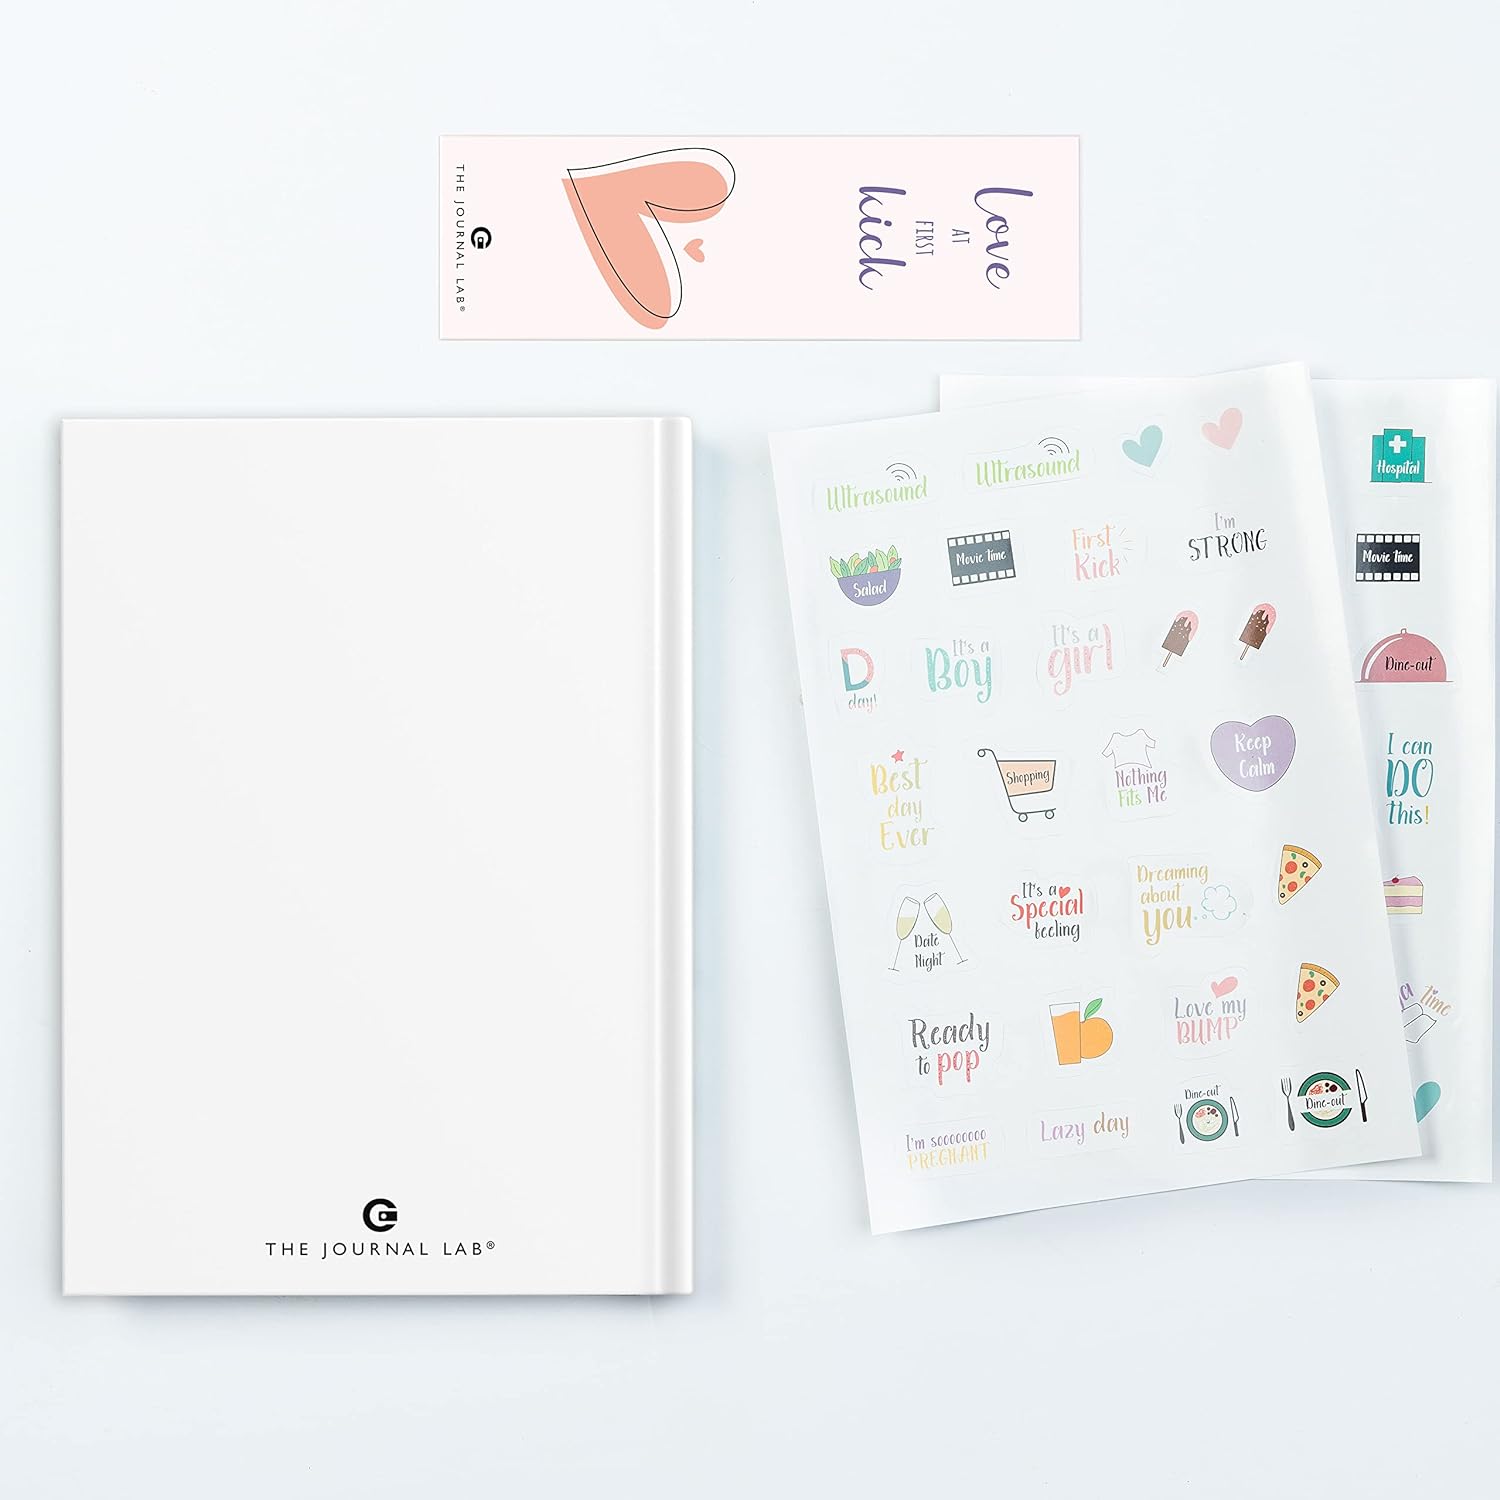 Love
AT
FIRST
kick
THE JOURNAL LAB®
THE JOURNAL LAB®
Ultrasound
Ultrasound
Salad
Movie time
First
Kick
I'm
STRONG
D
day!
It's a
Boy
It's a
girl
Best
day
Ever
Shopping
Nothing
Fits Me
Keep
Calm
Date
Night
It's a
Special
feeling
Dreaming
about
you
Ready
to pop
Love my
BUMP
I'm soooooooo
PREGNANT
Lazy day
Dine-out
Dine-out
Hospital
Movie time
Dine-out
I can
DO
this!
time